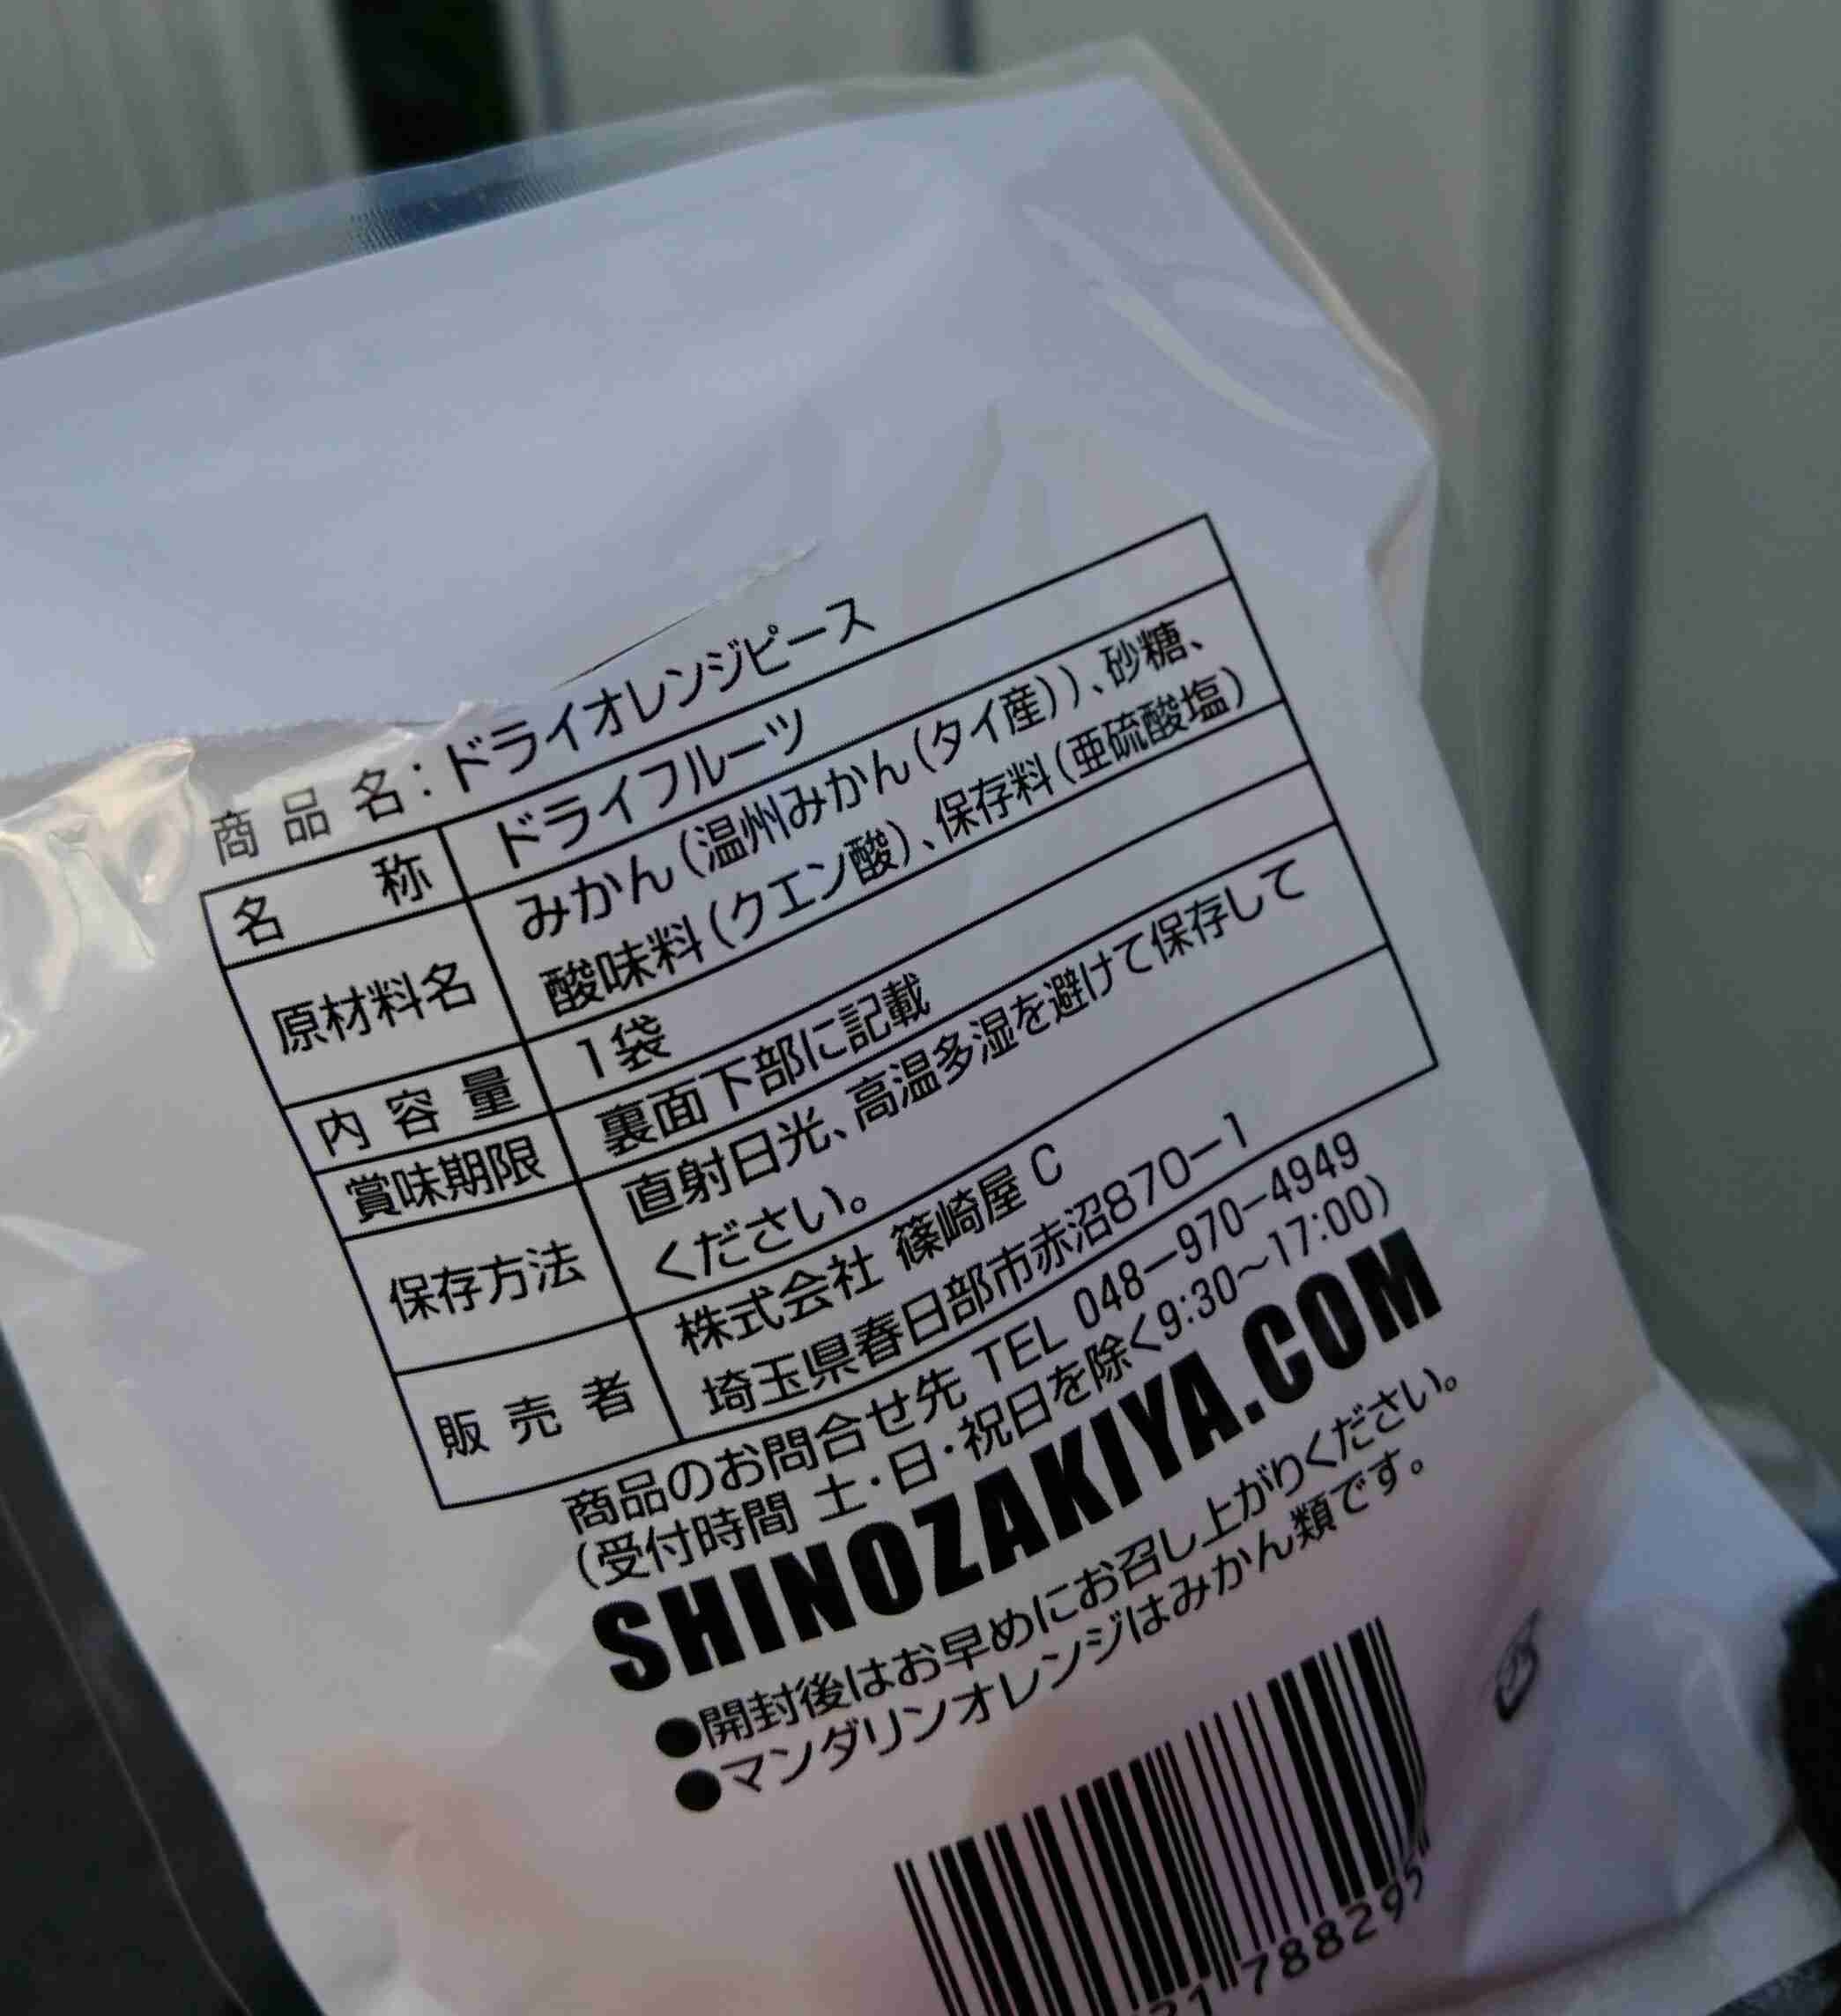 商品名：ドライオレンジピース
名　　称　ドライフルーツ
原材料名　みかん（温州みかん（タイ産））、砂糖、
酸味料（クエン酸）、保存料（亜硫酸塩）
内 容 量　1袋
賞味期限　裏面下部に記載
保存方法　直射日光、高温多湿を避けて保存して
ください。
販 売 者　株式会社 篠崎屋 C
埼玉県春日部市赤沼870－1
商品のお問合せ先 TEL 048－970－4949
（受付時間 土・日・祝日を除く9:30～17:00）
SHINOZAKIYA.COM
●開封後はお早めにお召し上がりください。
●マンダリンオレンジはみかん類です。
788295